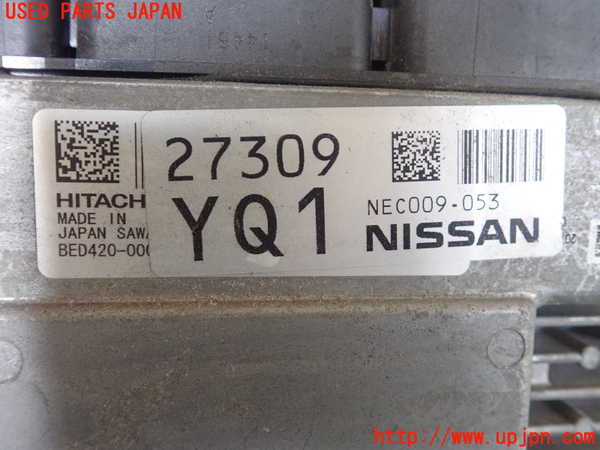 USED PARTS JAPAN
HITACH
MADE IN
JAPAN SAWA
BED420-000
27309
YQ1
NEC009-053
NISSAN
http://www.upjpn.com/